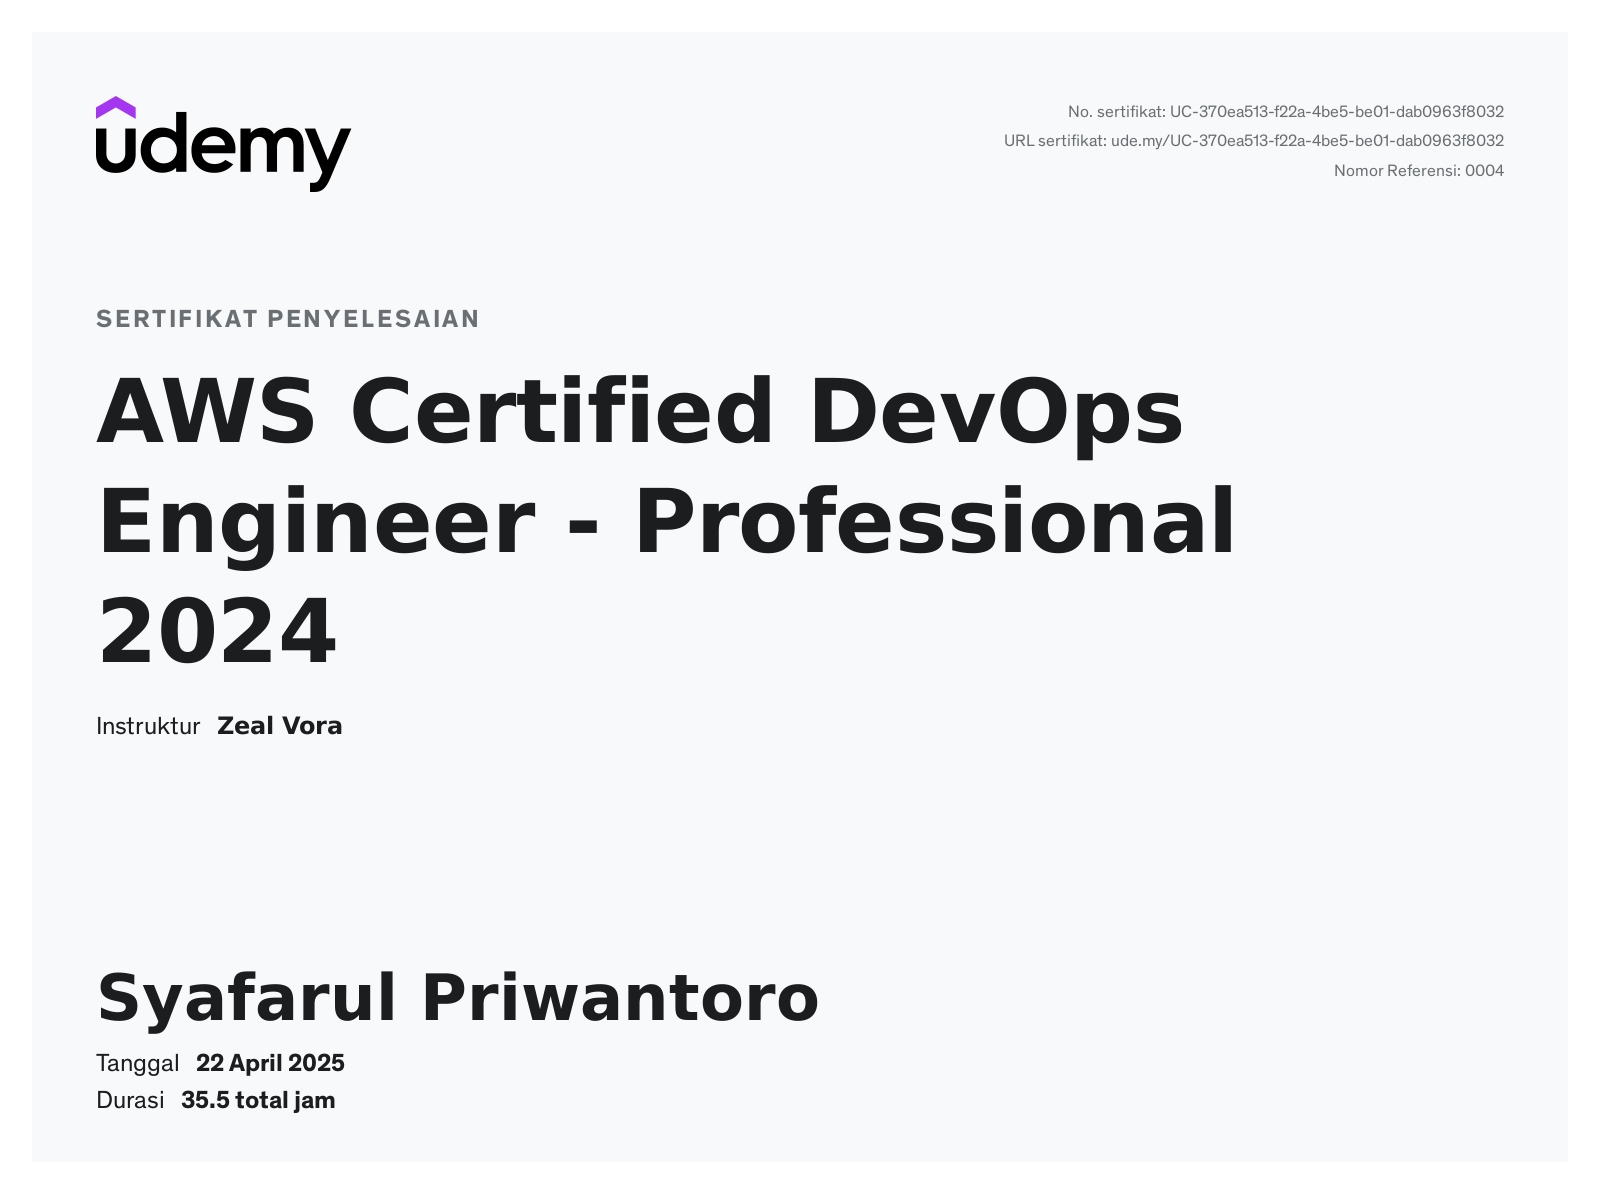 udemy
No. sertifikat: UC-370ea513-f22a-4be5-be01-dab0963f8032
URL sertifikat: ude.my/UC-370ea513-f22a-4be5-be01-dab0963f8032
Nomor Referensi: 0004
SERTIFIKAT PENYELESAIAN
AWS Certified DevOps
Engineer - Professional
2024
Instruktur Zeal Vora
Syafarul Priwantoro
Tanggal 22 April 2025
Durasi 35.5 total jam